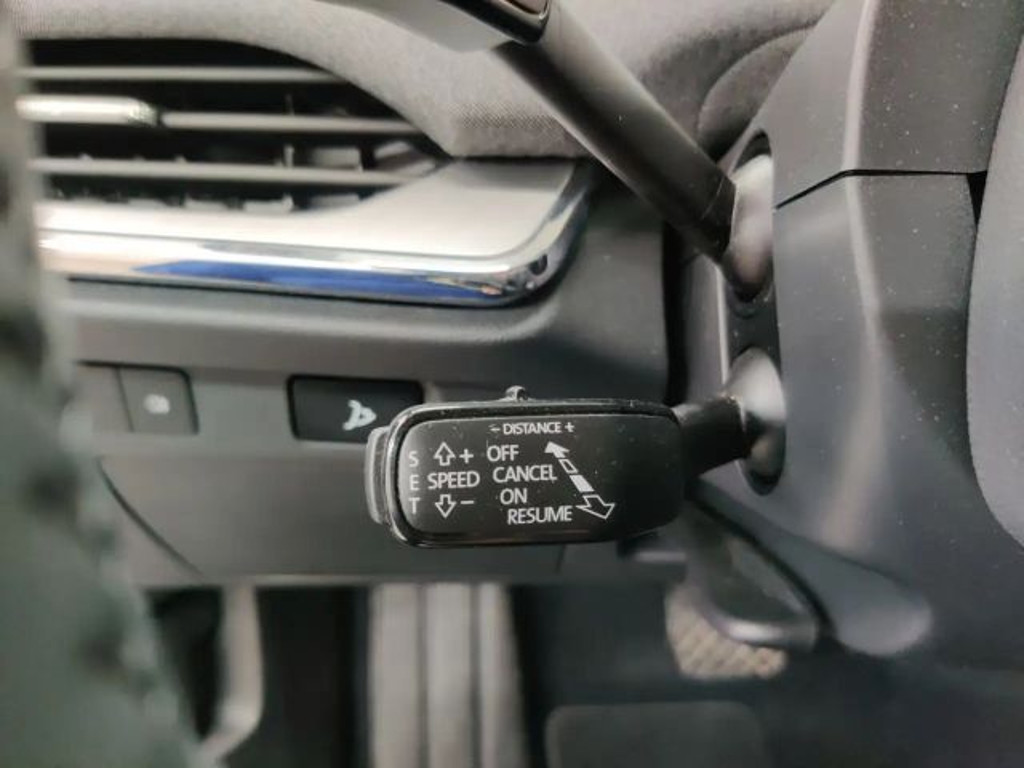 - DISTANCE +
S + OFF
E SPEED CANCEL
T - ON
RESUME